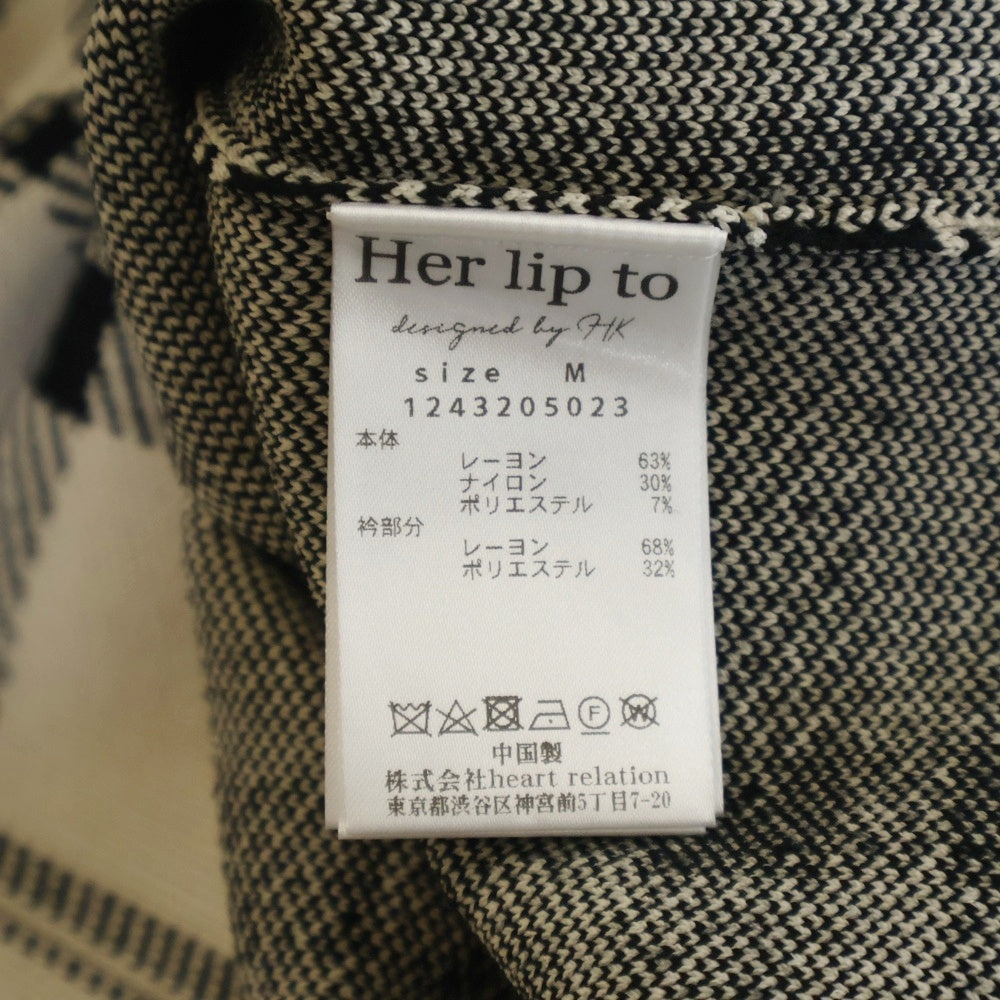 Her lip to
designed by HK
size M
1243205023
本体
レーヨン 63%
ナイロン 30%
ポリエステル 7%
衿部分
レーヨン 68%
ポリエステル 32%
F W
中国製
株式会社heart relation
東京都渋谷区神宮前5丁目7-20